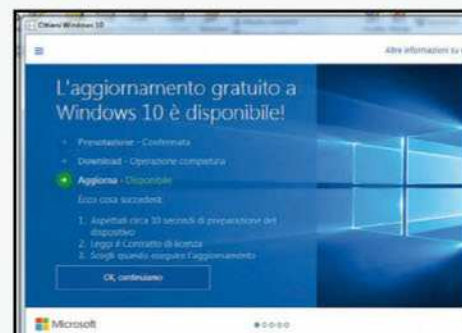 Ottieni Windows 10
Altre informazioni su
L'aggiornamento gratuito a
Windows 10 è disponibile!
Prenotazione - Confermata
Download - Operazione compiuta
Aggiorna - Disponibile
Ecco cosa succederà:
1. Aspettati circa 10 secondi di preparazione del
dispositivo
2. Leggi il Contratto di licenza
3. Scegli quando eseguire l'aggiornamento
OK, continuiamo
Microsoft